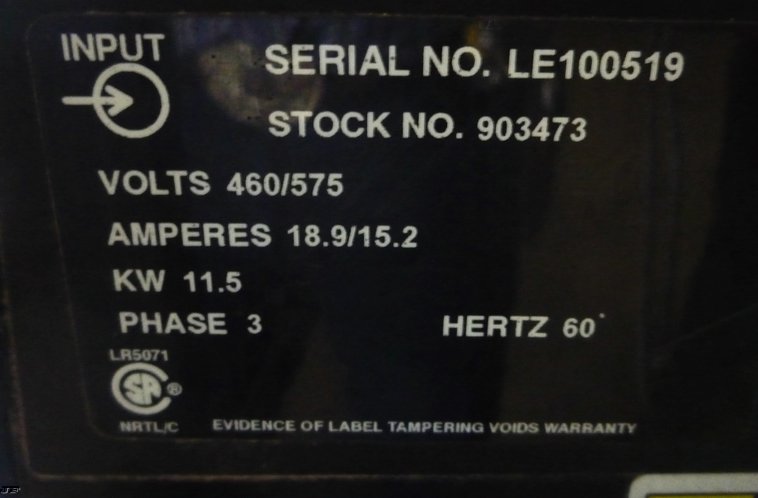 INPUT
SERIAL NO. LE100519
STOCK NO. 903473
VOLTS 460/575
AMPERES 18.9/15.2
KW 11.5
PHASE 3
HERTZ 60
LR5071
®
NRTL/C
EVIDENCE OF LABEL TAMPERING VOIDS WARRANTY